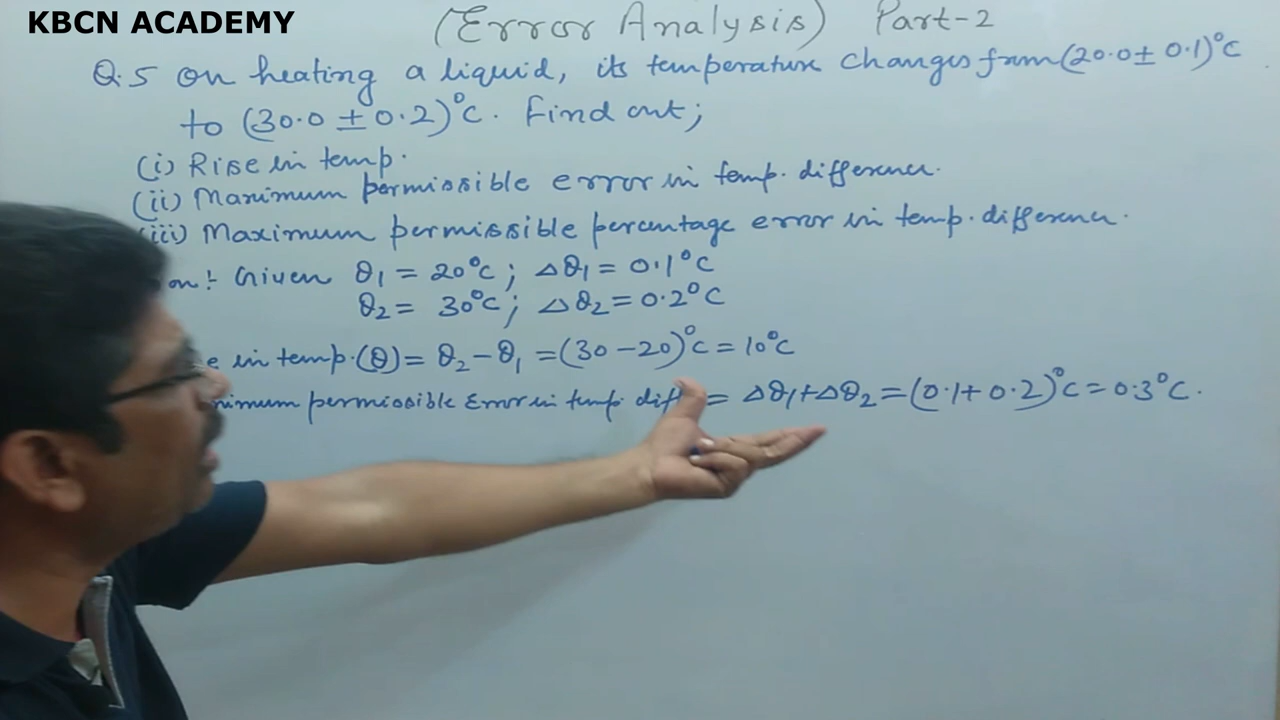 KBCN ACADEMY
(Error Analysis) Part-2
Q.5 On heating a liquid, its temperature changes from (20.0 ± 0.1)°C
to (30.0 ± 0.2)°C. Find out;
(i) Rise in temp.
(ii) Maximum permissible error in temp. difference.
(iii) Maximum permissible percentage error in temp. difference.
Given θ₁ = 20°C ; Δθ₁ = 0.1°C
θ₂ = 30°C ; Δθ₂ = 0.2°C
in temp. (θ) = θ₂ - θ₁ = (30 - 20)°C = 10°C
permissible Error in temp. diff = Δθ₁ + Δθ₂ = (0.1 + 0.2)°C = 0.3°C.